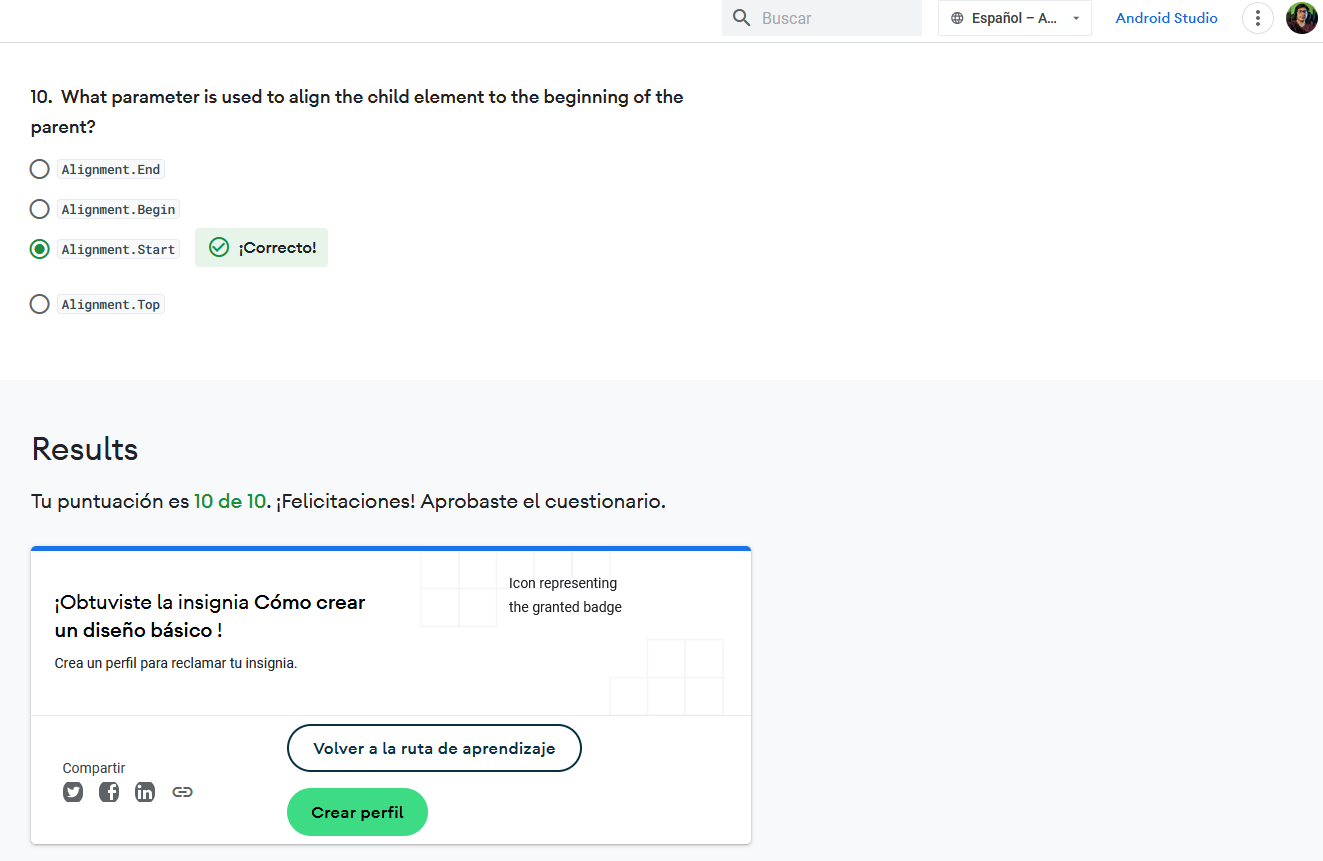 Buscar
Español – A...
Android Studio
10. What parameter is used to align the child element to the beginning of the
parent?
Alignment.End
Alignment.Begin
Alignment.Start
¡Correcto!
Alignment.Top
Results
Tu puntuación es 10 de 10. ¡Felicitaciones! Aprobaste el cuestionario.
¡Obtuviste la insignia Cómo crear
un diseño básico !
Crea un perfil para reclamar tu insignia.
Icon representing
the granted badge
Compartir
Volver a la ruta de aprendizaje
Crear perfil